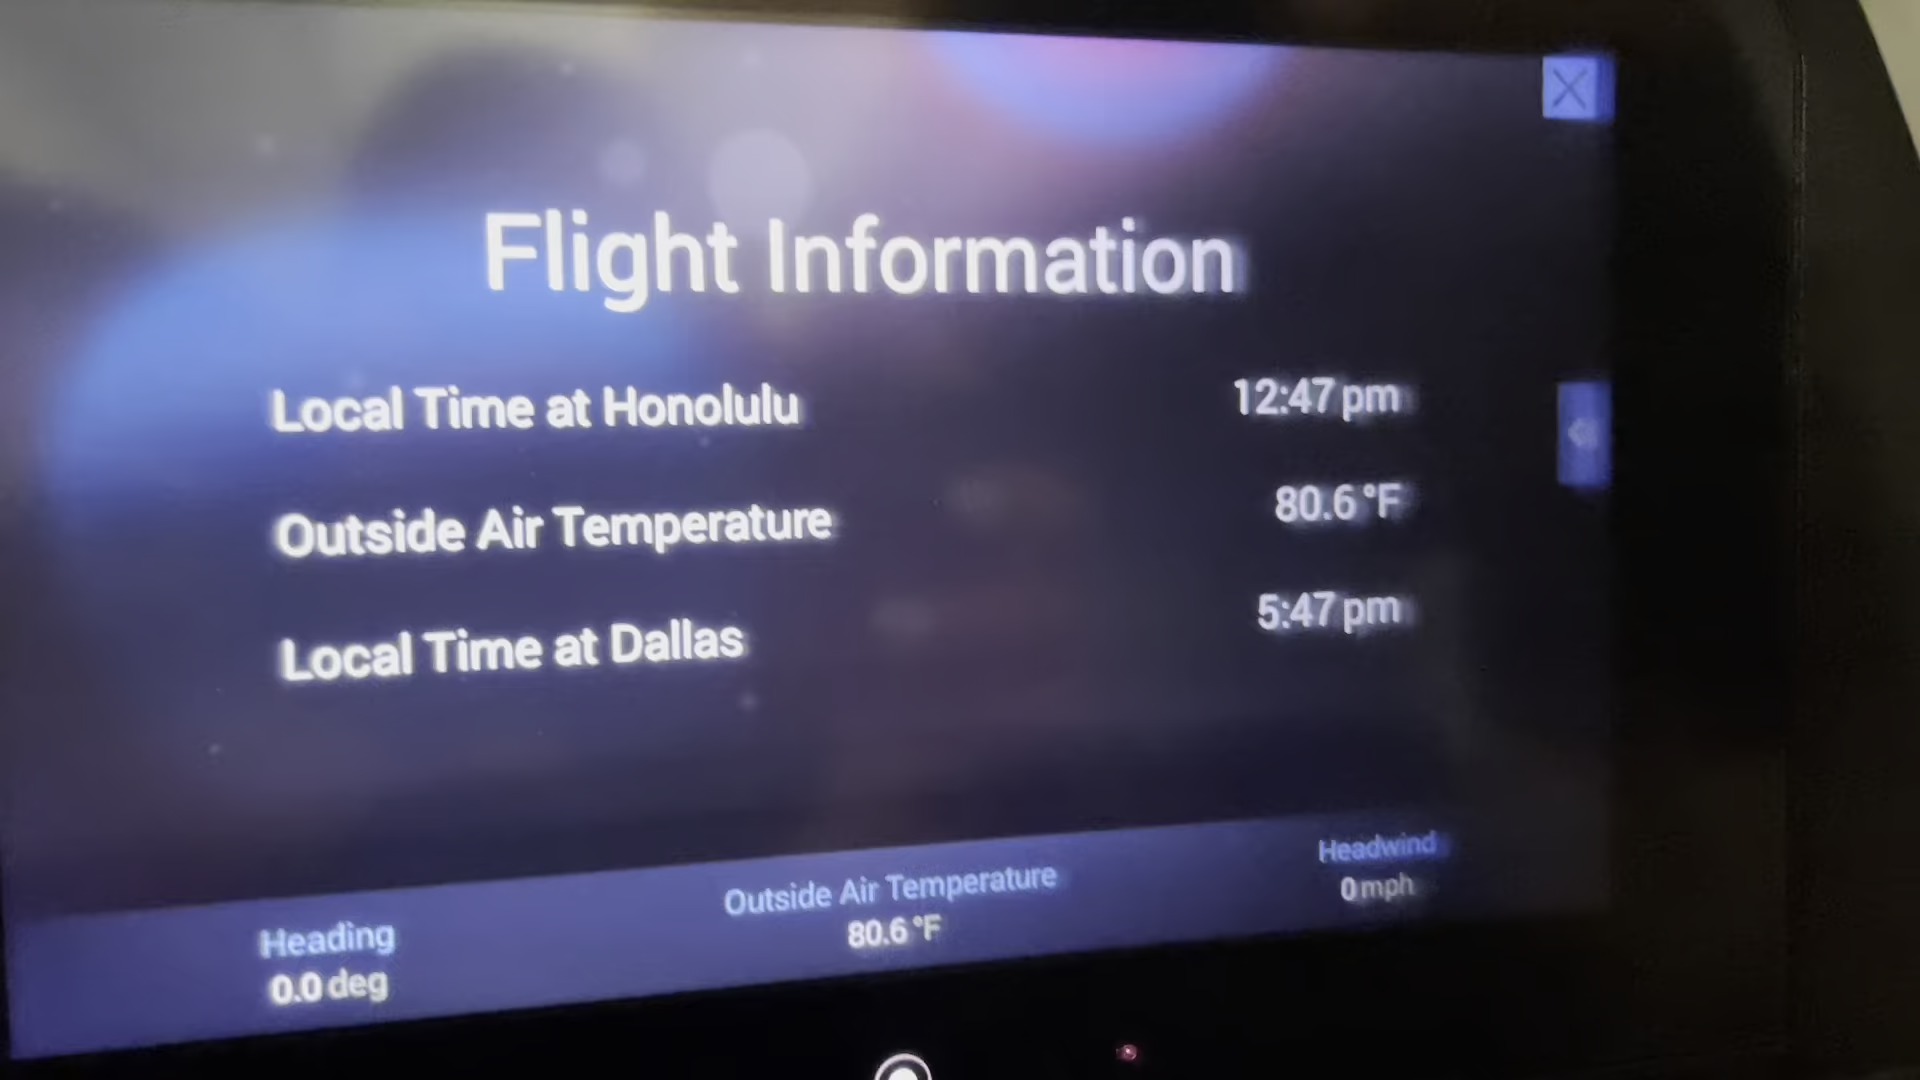 Flight Information
Local Time at Honolulu 12:47 pm
Outside Air Temperature 80.6 °F
Local Time at Dallas 5:47 pm
Heading Outside Air Temperature Headwind
0.0 deg 80.6 °F 0 mph